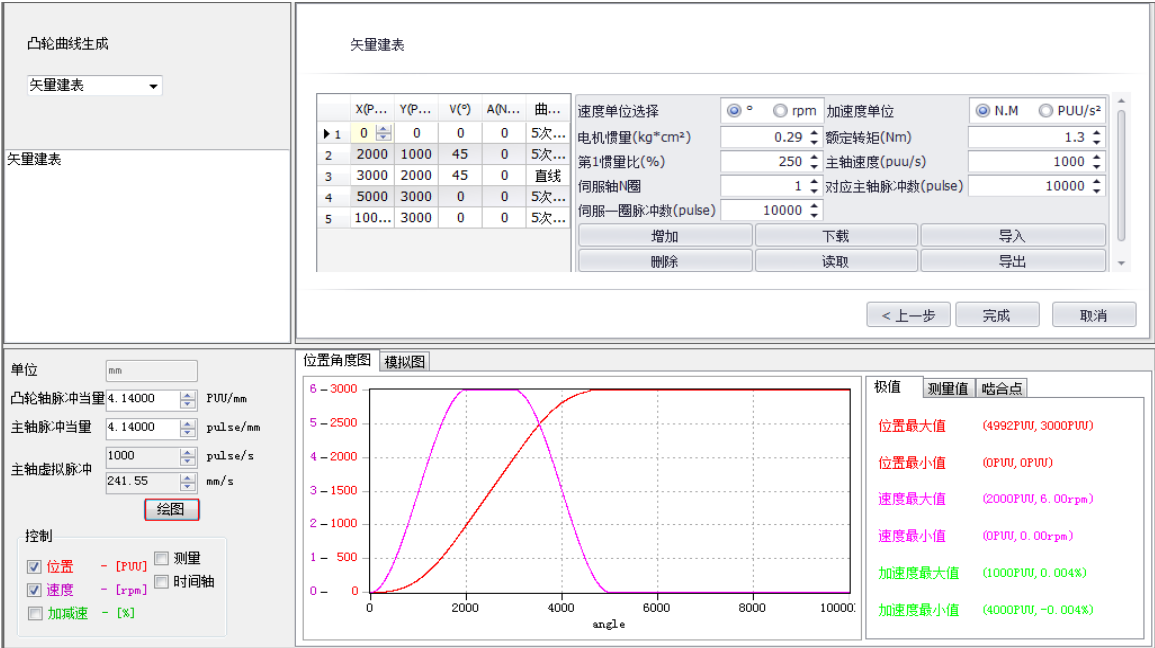 凸轮曲线生成
矢量建表
矢量建表
矢量建表
X(P... Y(P... V(°) A(N... 曲...
1 0 0 0 0 5次...
2 2000 1000 45 0 5次...
3 3000 2000 45 0 直线
4 5000 3000 0 0 5次...
5 100... 3000 0 0 5次...
速度单位选择 ° rpm 加速度单位 N.M PUU/s²
电机惯量(kg*cm²) 0.29 额定转矩(Nm) 1.3
第1惯量比(%) 250 主轴速度(puu/s) 1000
伺服轴N圈 1 对应主轴脉冲数(pulse) 10000
伺服一圈脉冲数(pulse) 10000
增加 下载 导入
删除 读取 导出
< 上一步 完成 取消
单位 mm
凸轮轴脉冲当量 4.14000 PUU/mm
主轴脉冲当量 4.14000 pulse/mm
主轴虚拟脉冲 1000 pulse/s
241.55 mm/s
绘图
控制
位置 - [PUU] 测量
速度 - [rpm] 时间轴
加减速 - [%]
位置角度图 模拟图
6 3000
5 2500
4 2000
3 1500
2 1000
1 500
0 0
0 2000 4000 6000 8000 10000
angle
极值 测量值 啮合点
位置最大值 (4992PUU, 3000PUU)
位置最小值 (0PUU, 0PUU)
速度最大值 (2000PUU, 6.00rpm)
速度最小值 (0PUU, 0.00rpm)
加速度最大值 (1000PUU, 0.004%)
加速度最小值 (4000PUU, -0.004%)